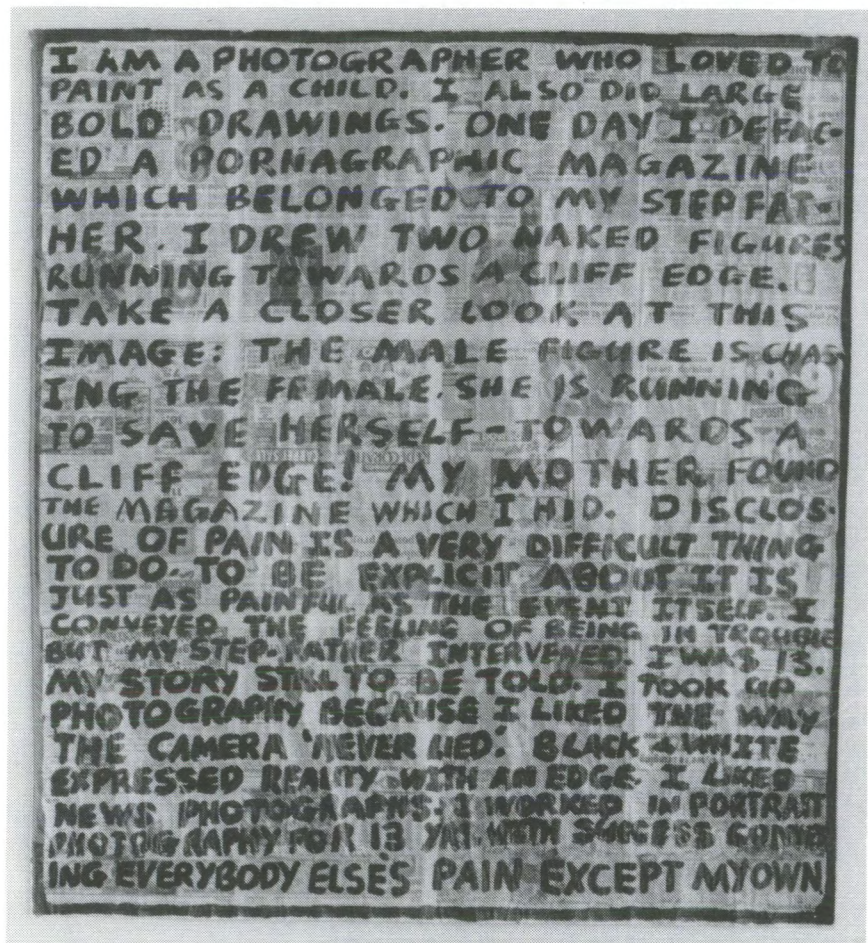 I AM A PHOTOGRAPHER WHO LOVED TO
PAINT AS A CHILD. I ALSO DID LARGE
BOLD DRAWINGS. ONE DAY I DEFAC-
ED A PORNAGRAPHIC MAGAZINE
WHICH BELONGED TO MY STEPFAT-
HER. I DREW TWO NAKED FIGURES
RUNNING TOWARDS A CLIFF EDGE.
TAKE A CLOSER LOOK AT THIS
IMAGE: THE MALE FIGURE IS CHAS-
ING THE FEMALE. SHE IS RUNNING
TO SAVE HERSELF - TOWARDS A
CLIFF EDGE! MY MOTHER FOUND
THE MAGAZINE WHICH I HID. DISCLOS-
URE OF PAIN IS A VERY DIFFICULT THING
TO DO. TO BE EXPLICIT ABOUT IT IS
JUST AS PAINFUL AS THE EVENT ITSELF. I
CONVEYED THE FEELING OF BEING IN TROUBLE
BUT MY STEP-FATHER INTERVENED. I WAS 13.
MY STORY STILL TO BE TOLD. I TOOK UP
PHOTOGRAPHY BECAUSE I LIKED THE WAY
THE CAMERA 'NEVER LIED'. BLACK & WHITE
EXPRESSED REALITY WITH AN EDGE. I LIKED
NEWS PHOTOGRAPHS. I WORKED IN PORTRAIT
PHOTOGRAPHY FOR 13 YRS. WITH SUCCESS
ING EVERYBODY ELSE'S PAIN EXCEPT MY OWN